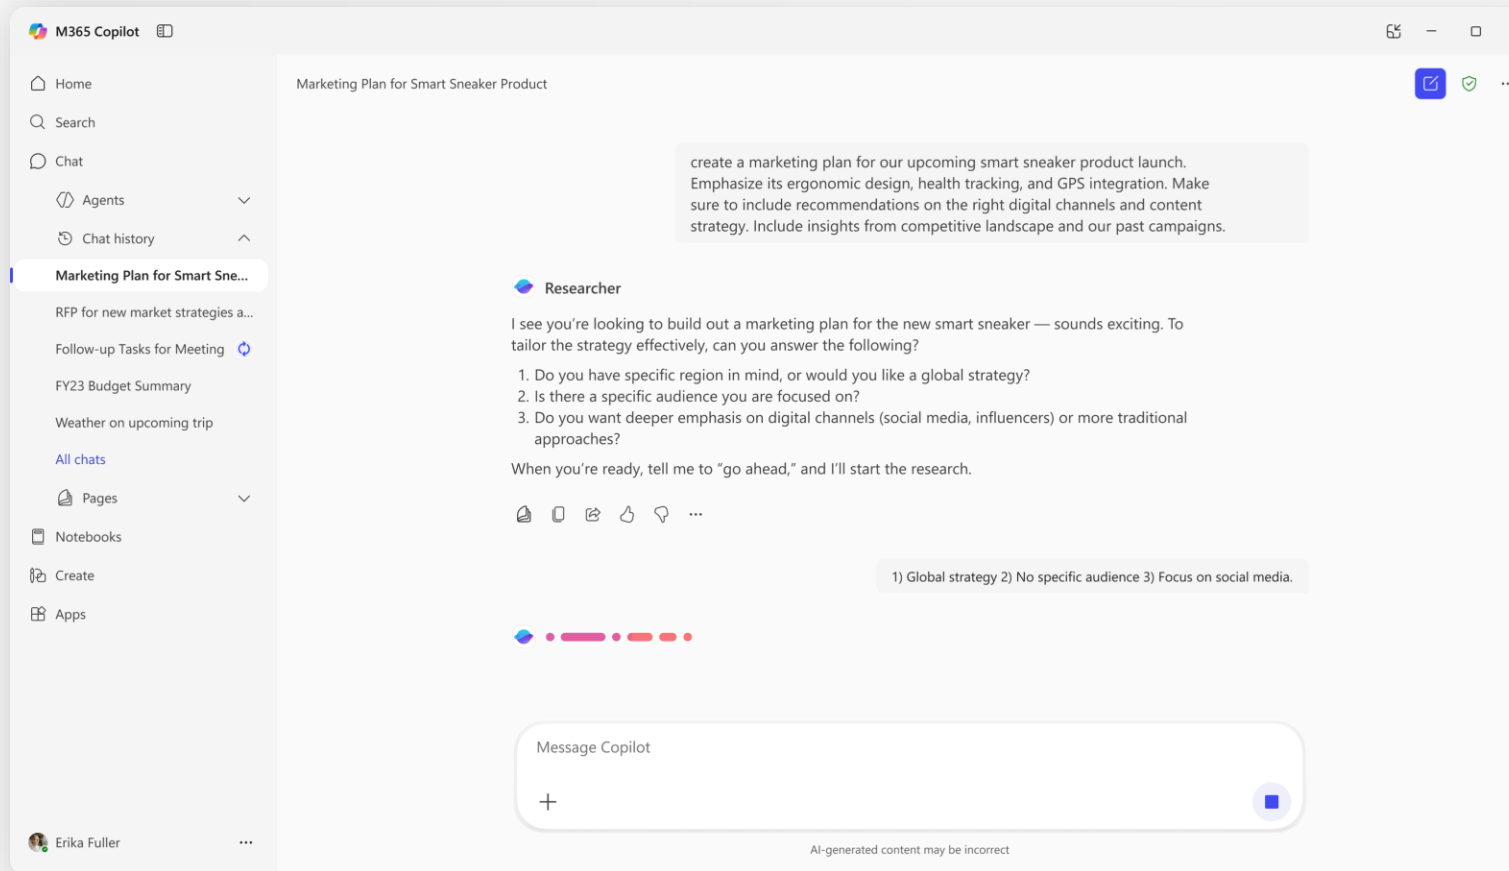 M365 Copilot
Home
Search
Chat
Agents
Chat history
Marketing Plan for Smart Sne...
RFP for new market strategies a...
Follow-up Tasks for Meeting
FY23 Budget Summary
Weather on upcoming trip
All chats
Pages
Notebooks
Create
Apps
Erika Fuller
Marketing Plan for Smart Sneaker Product
create a marketing plan for our upcoming smart sneaker product launch.
Emphasize its ergonomic design, health tracking, and GPS integration. Make
sure to include recommendations on the right digital channels and content
strategy. Include insights from competitive landscape and our past campaigns.
Researcher
I see you’re looking to build out a marketing plan for the new smart sneaker — sounds exciting. To
tailor the strategy effectively, can you answer the following?
1. Do you have specific region in mind, or would you like a global strategy?
2. Is there a specific audience you are focused on?
3. Do you want deeper emphasis on digital channels (social media, influencers) or more traditional
approaches?
When you’re ready, tell me to “go ahead,” and I’ll start the research.
1) Global strategy 2) No specific audience 3) Focus on social media.
Message Copilot
AI-generated content may be incorrect